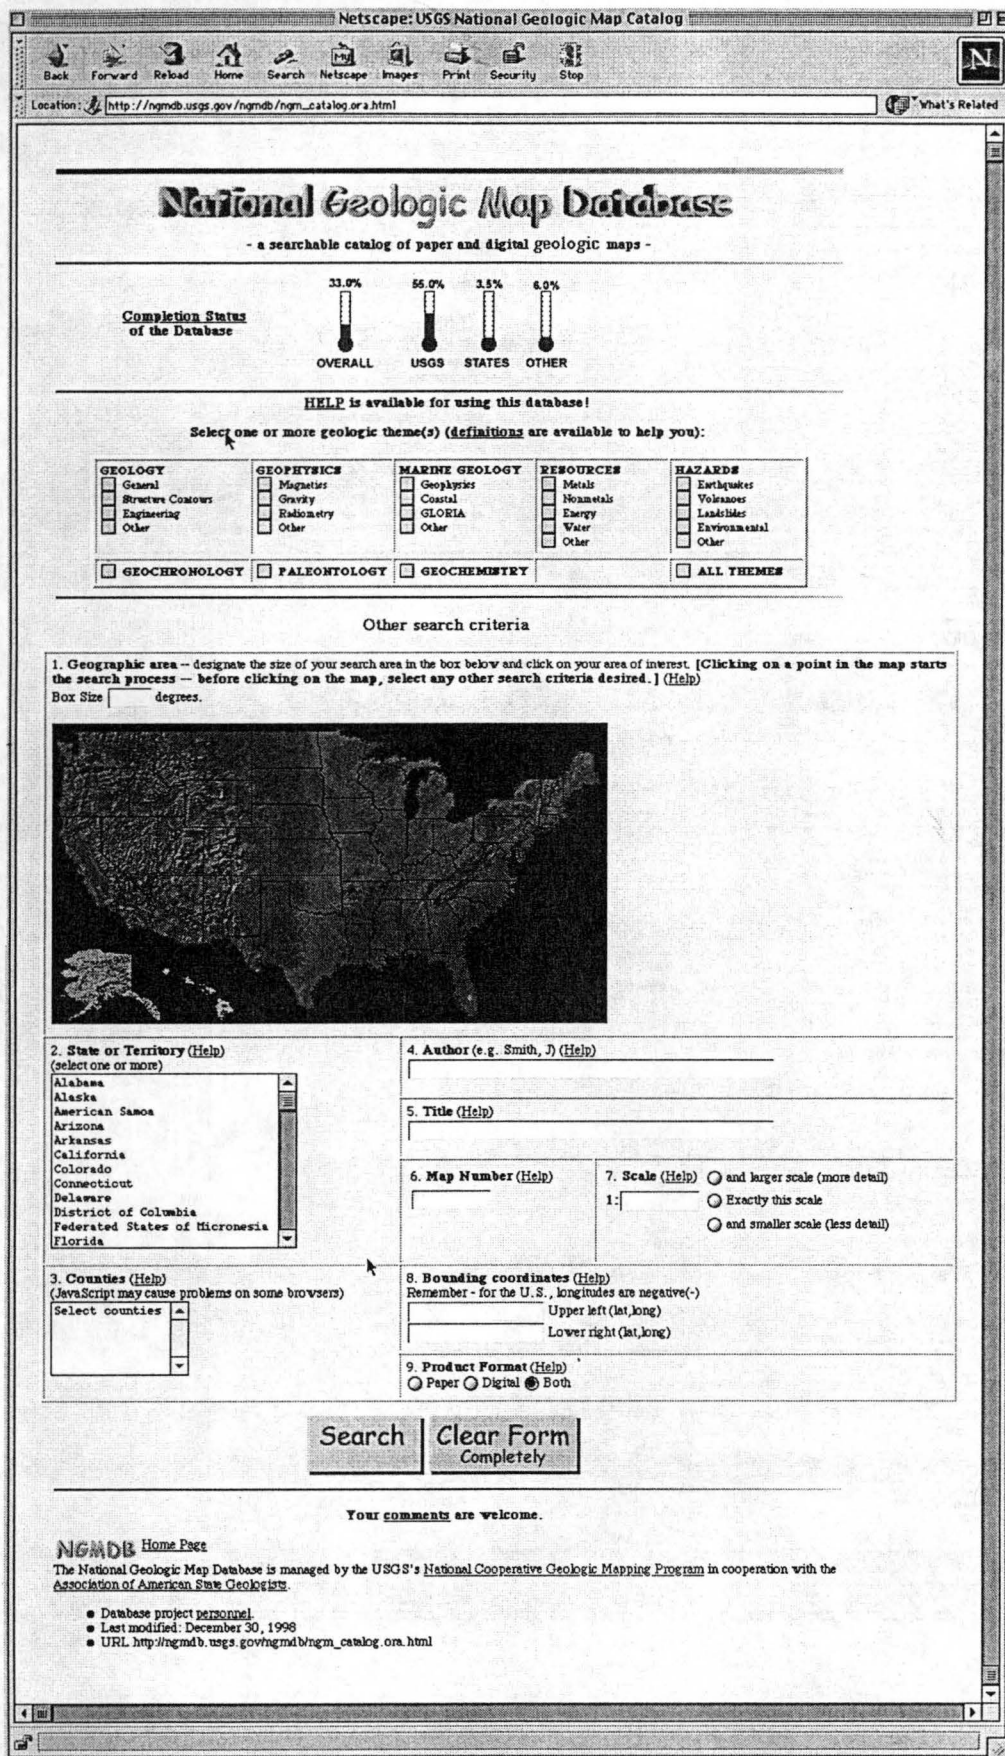 Netscape: USGS National Geologic Map Catalog
Back Forward Reload Home Search Netscape Images Print Security Stop
N
Location: http://ngmdb.usgs.gov/ngmdb/ngm_catalog.ora.html What's Related
National Geologic Map Database
- a searchable catalog of paper and digital geologic maps -
33.0% 55.0% 3.5% 6.0%
Completion Status
of the Database
OVERALL USGS STATES OTHER
HELP is available for using this database!
Select one or more geologic theme(s) (definitions are available to help you):
GEOLOGY GEOPHYSICS MARINE GEOLOGY RESOURCES HAZARDS
General Magnetics Geophysics Metals Earthquakes
Structure Contours Gravity Coastal Nonmetals Volcanoes
Engineering Radiometry GLORIA Energy Landslides
Other Other Other Water Environmental
Other Other
GEOCHRONOLOGY PALEONTOLOGY GEOCHEMISTRY ALL THEMES
Other search criteria
1. Geographic area -- designate the size of your search area in the box below and click on your area of interest. [Clicking on a point in the map starts
the search process -- before clicking on the map, select any other search criteria desired.] (Help)
Box Size degrees.
2. State or Territory (Help)
(select one or more)
Alabama
Alaska
American Samoa
Arizona
Arkansas
California
Colorado
Connecticut
Delaware
District of Columbia
Federated States of Micronesia
Florida
4. Author (e.g. Smith, J) (Help)
5. Title (Help)
6. Map Number (Help)
7. Scale (Help) and larger scale (more detail)
1: Exactly this scale
and smaller scale (less detail)
3. Counties (Help)
(JavaScript may cause problems on some browsers)
Select counties
8. Bounding coordinates (Help)
Remember - for the U.S., longitudes are negative(-)
Upper left (lat,long)
Lower right (lat,long)
9. Product Format (Help)
Paper Digital Both
Search Clear Form
Completely
Your comments are welcome.
NGMDB Home Page
The National Geologic Map Database is managed by the USGS's National Cooperative Geologic Mapping Program in cooperation with the
Association of American State Geologists.
Database project personnel.
Last modified: December 30, 1998
URL http://ngmdb.usgs.gov/ngmdb/ngm_catalog.ora.html